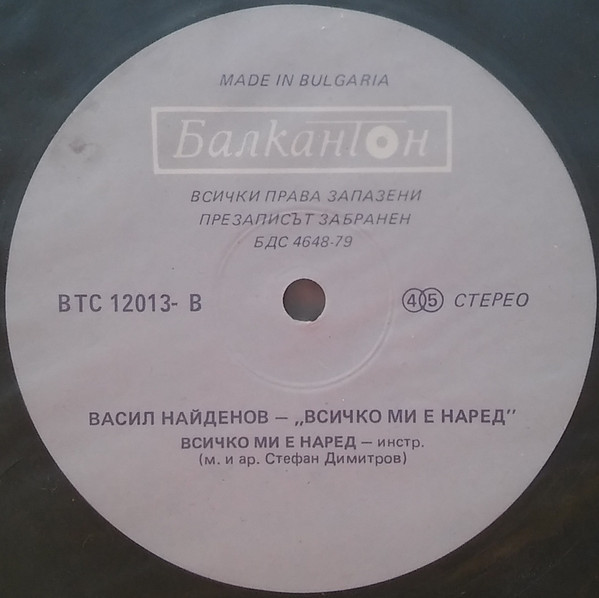 MADE IN BULGARIA
Балкантон
ВСИЧКИ ПРАВА ЗАПАЗЕНИ
ПРЕЗАПИСЪТ ЗАБРАНЕН
БДС 4648-79
ВТС 12013- В
45 СТЕРЕО
ВАСИЛ НАЙДЕНОВ – „ВСИЧКО МИ Е НАРЕД”
ВСИЧКО МИ Е НАРЕД – инстр.
(м. и ар. Стефан Димитров)